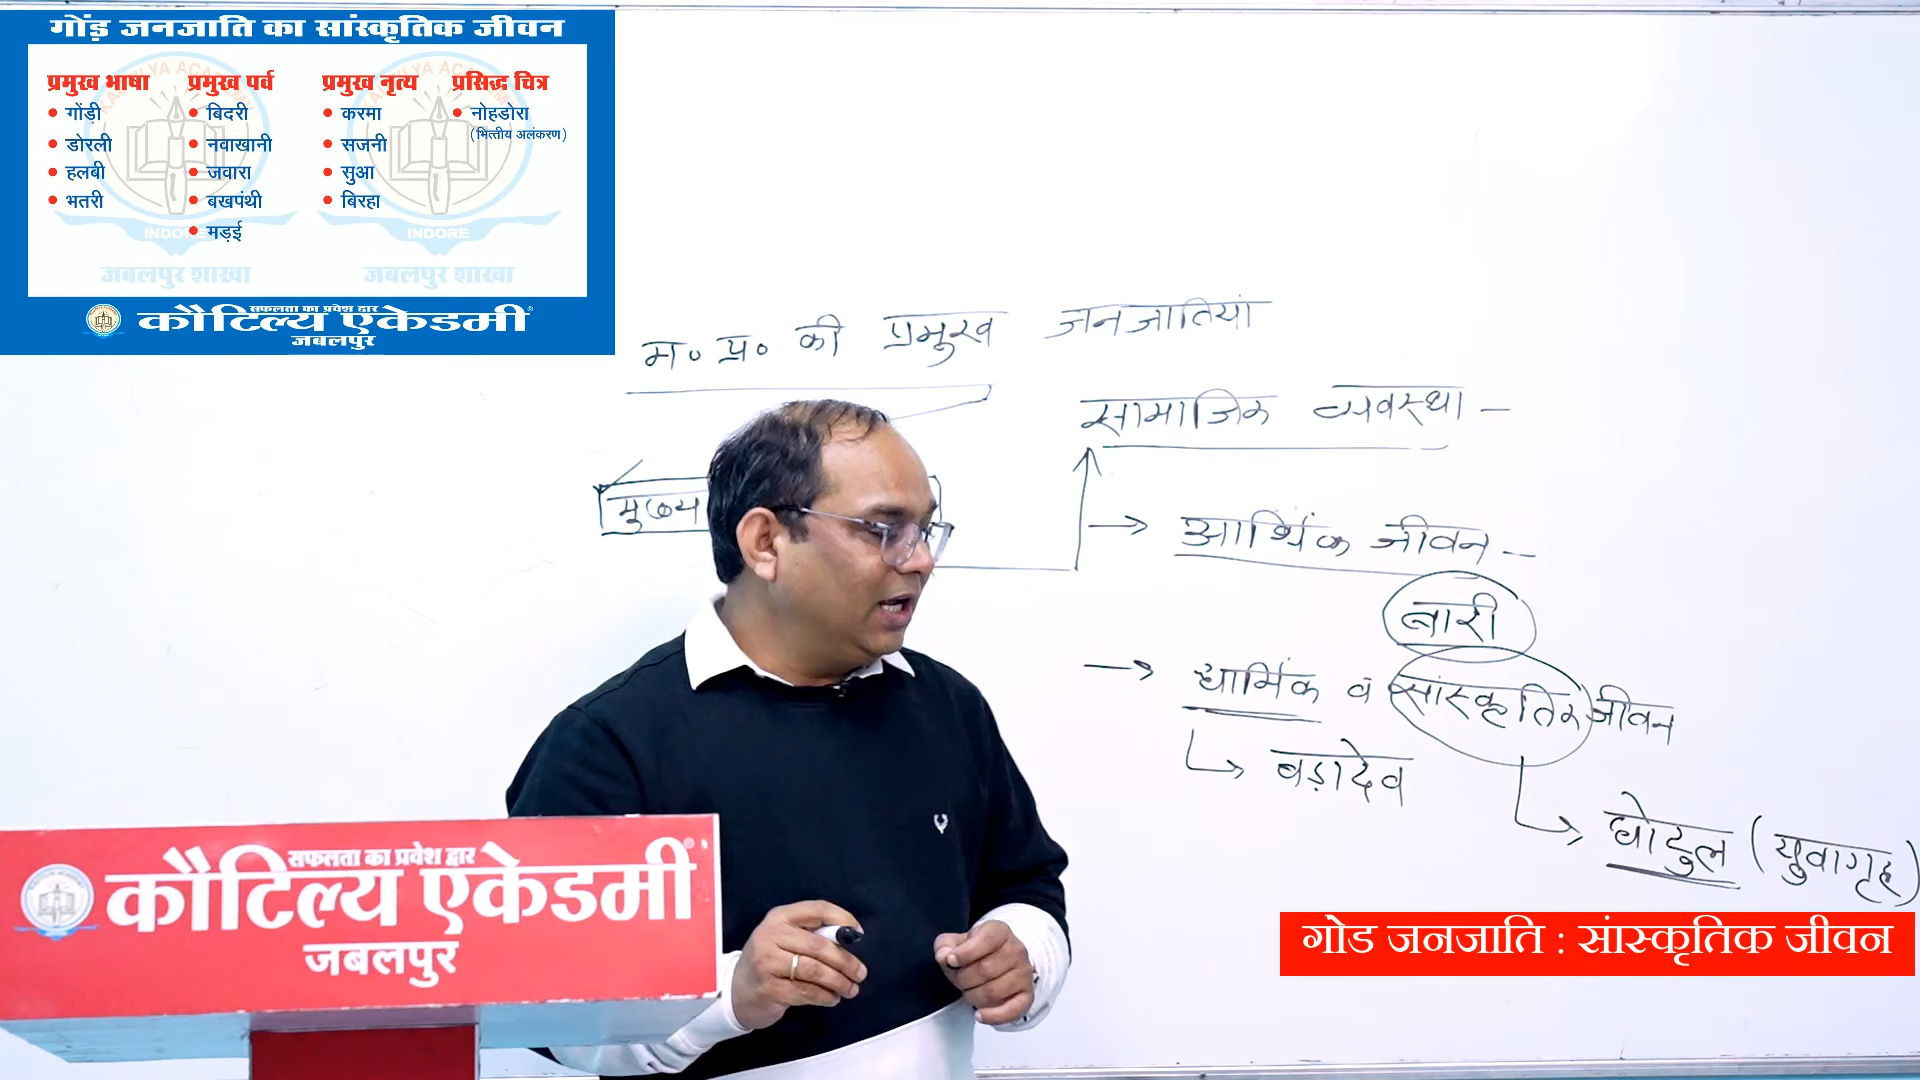 गोंड़ जनजाति का सांस्कृतिक जीवन
प्रमुख भाषा
• गोंड़ी
• डोरली
• हलबी
• भतरी
प्रमुख पर्व
• बिदरी
• नवाखानी
• जवारा
• बखपंथी
• मड़ई
प्रमुख नृत्य
• करमा
• सजनी
• सुआ
• बिरहा
प्रसिद्ध चित्र
• नोहडोरा
(भित्तीय अलंकरण)
INDORE
जबलपुर शाखा
INDORE
जबलपुर शाखा
सफलता का प्रवेश द्वार
कौटिल्य एकेडमी
जबलपुर
म० प्र० की प्रमुख जनजातियां
सामाजिक व्यवस्था –
मुख्य
→ आर्थिक जीवन –
बारी
→ धार्मिक व सांस्कृतिक जीवन
बड़ादेव
घोटुल (युवागृह)
सफलता का प्रवेश द्वार
कौटिल्य एकेडमी
जबलपुर
गोड जनजाति : सांस्कृतिक जीवन